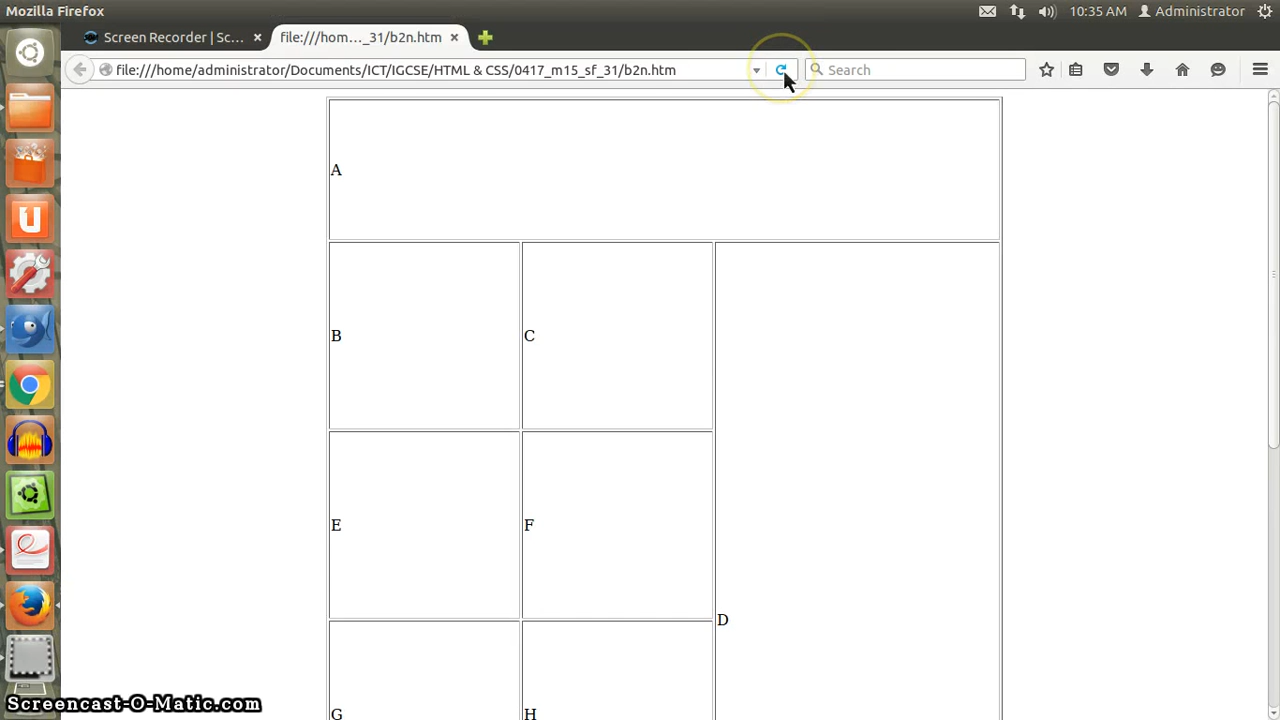 Mozilla Firefox
10:35 AM Administrator
Screen Recorder | Sc...
file:///hom..._31/b2n.htm
file:///home/administrator/Documents/ICT/IGCSE/HTML & CSS/0417_m15_sf_31/b2n.htm
Search
A
B C
E F
D
G H
Screencast-O-Matic.com